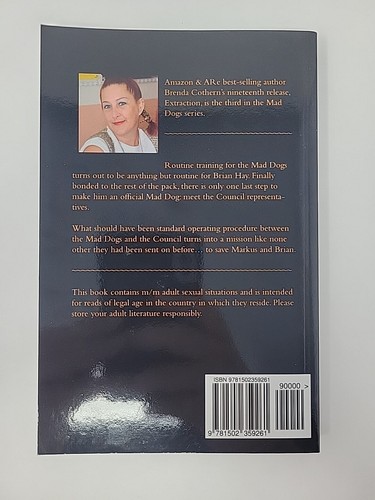 Amazon & ARe best-selling author
Brenda Cothern's nineteenth release,
Extraction, is the third in the Mad
Dogs series.
Routine training for the Mad Dogs
turns out to be anything but routine for Brian Hay. Finally
bonded to the rest of the pack, there is only one last step to
make him an official Mad Dog: meet the Council representa-
tives.
What should have been standard operating procedure between
the Mad Dogs and the Council turns into a mission like none
other they had been sent on before... to save Markus and Brian.
This book contains m/m adult sexual situations and is intended
for reads of legal age in the country in which they reside. Please
store your adult literature responsibly.
ISBN 9781502359261
90000 >
9 781502 359261